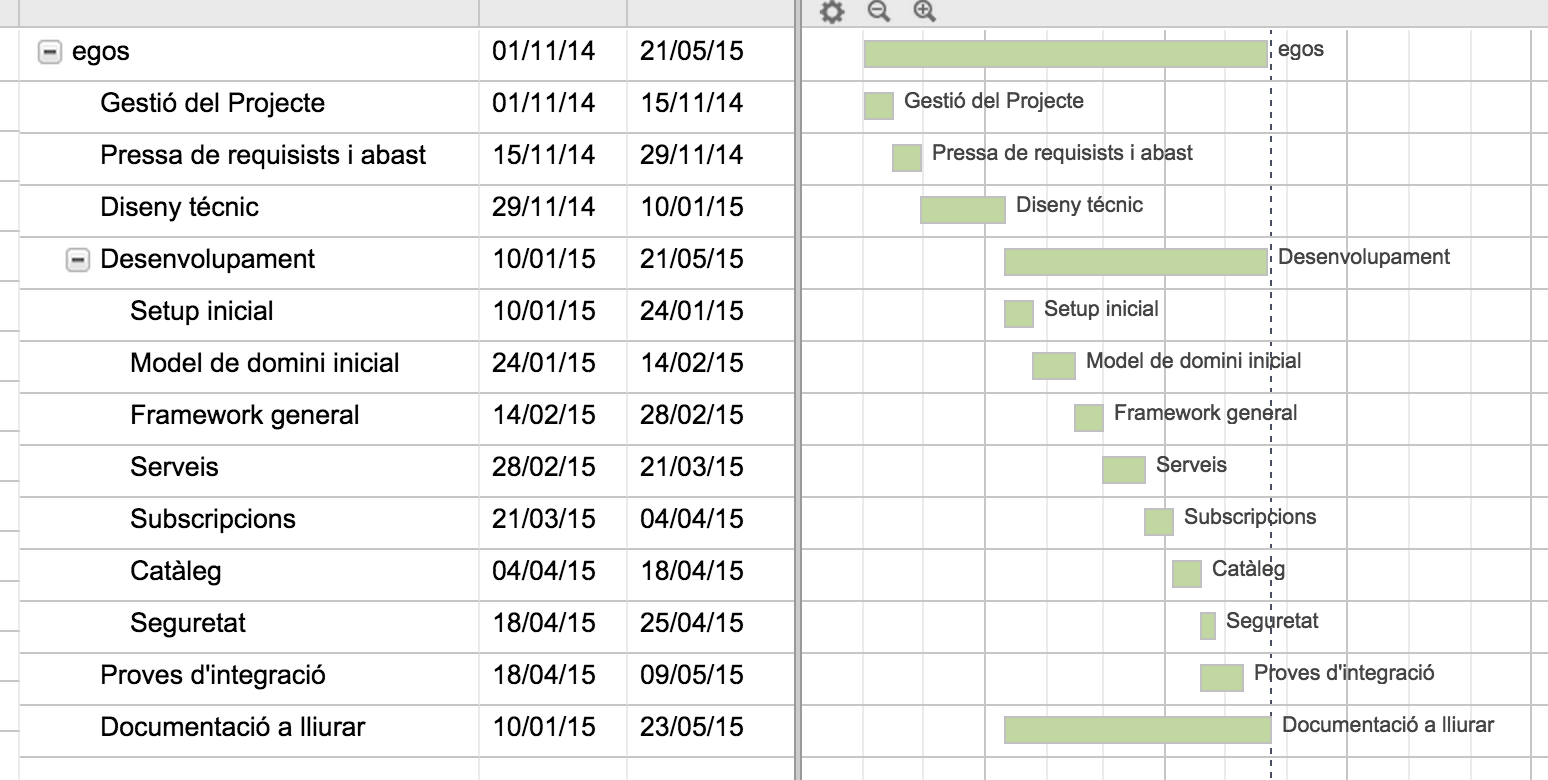 egos 01/11/14 21/05/15 egos
Gestió del Projecte 01/11/14 15/11/14 Gestió del Projecte
Pressa de requisists i abast 15/11/14 29/11/14 Pressa de requisists i abast
Diseny técnic 29/11/14 10/01/15 Diseny técnic
Desenvolupament 10/01/15 21/05/15 Desenvolupament
Setup inicial 10/01/15 24/01/15 Setup inicial
Model de domini inicial 24/01/15 14/02/15 Model de domini inicial
Framework general 14/02/15 28/02/15 Framework general
Serveis 28/02/15 21/03/15 Serveis
Subscripcions 21/03/15 04/04/15 Subscripcions
Catàleg 04/04/15 18/04/15 Catàleg
Seguretat 18/04/15 25/04/15 Seguretat
Proves d'integració 18/04/15 09/05/15 Proves d'integració
Documentació a lliurar 10/01/15 23/05/15 Documentació a lliurar